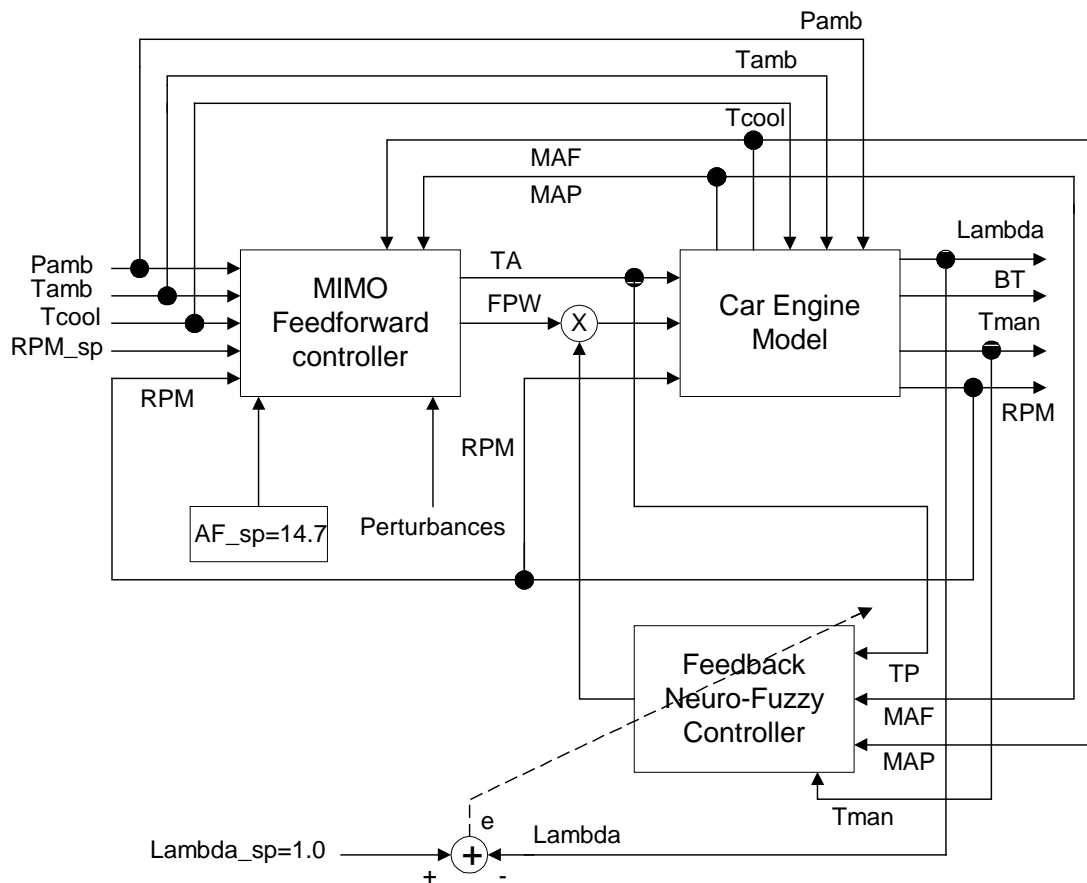 Pamb
Tamb
Tcool
MAF
MAP
Lambda
Pamb
TA
BT
Tamb
MIMO
Feedforward
controller
FPW
X
Car Engine
Model
Tcool
Tman
RPM_sp
RPM
RPM
RPM
AF_sp=14.7
Perturbances
Feedback
Neuro-Fuzzy
Controller
TP
MAF
MAP
Tman
e
Lambda_sp=1.0
+
Lambda
+
-